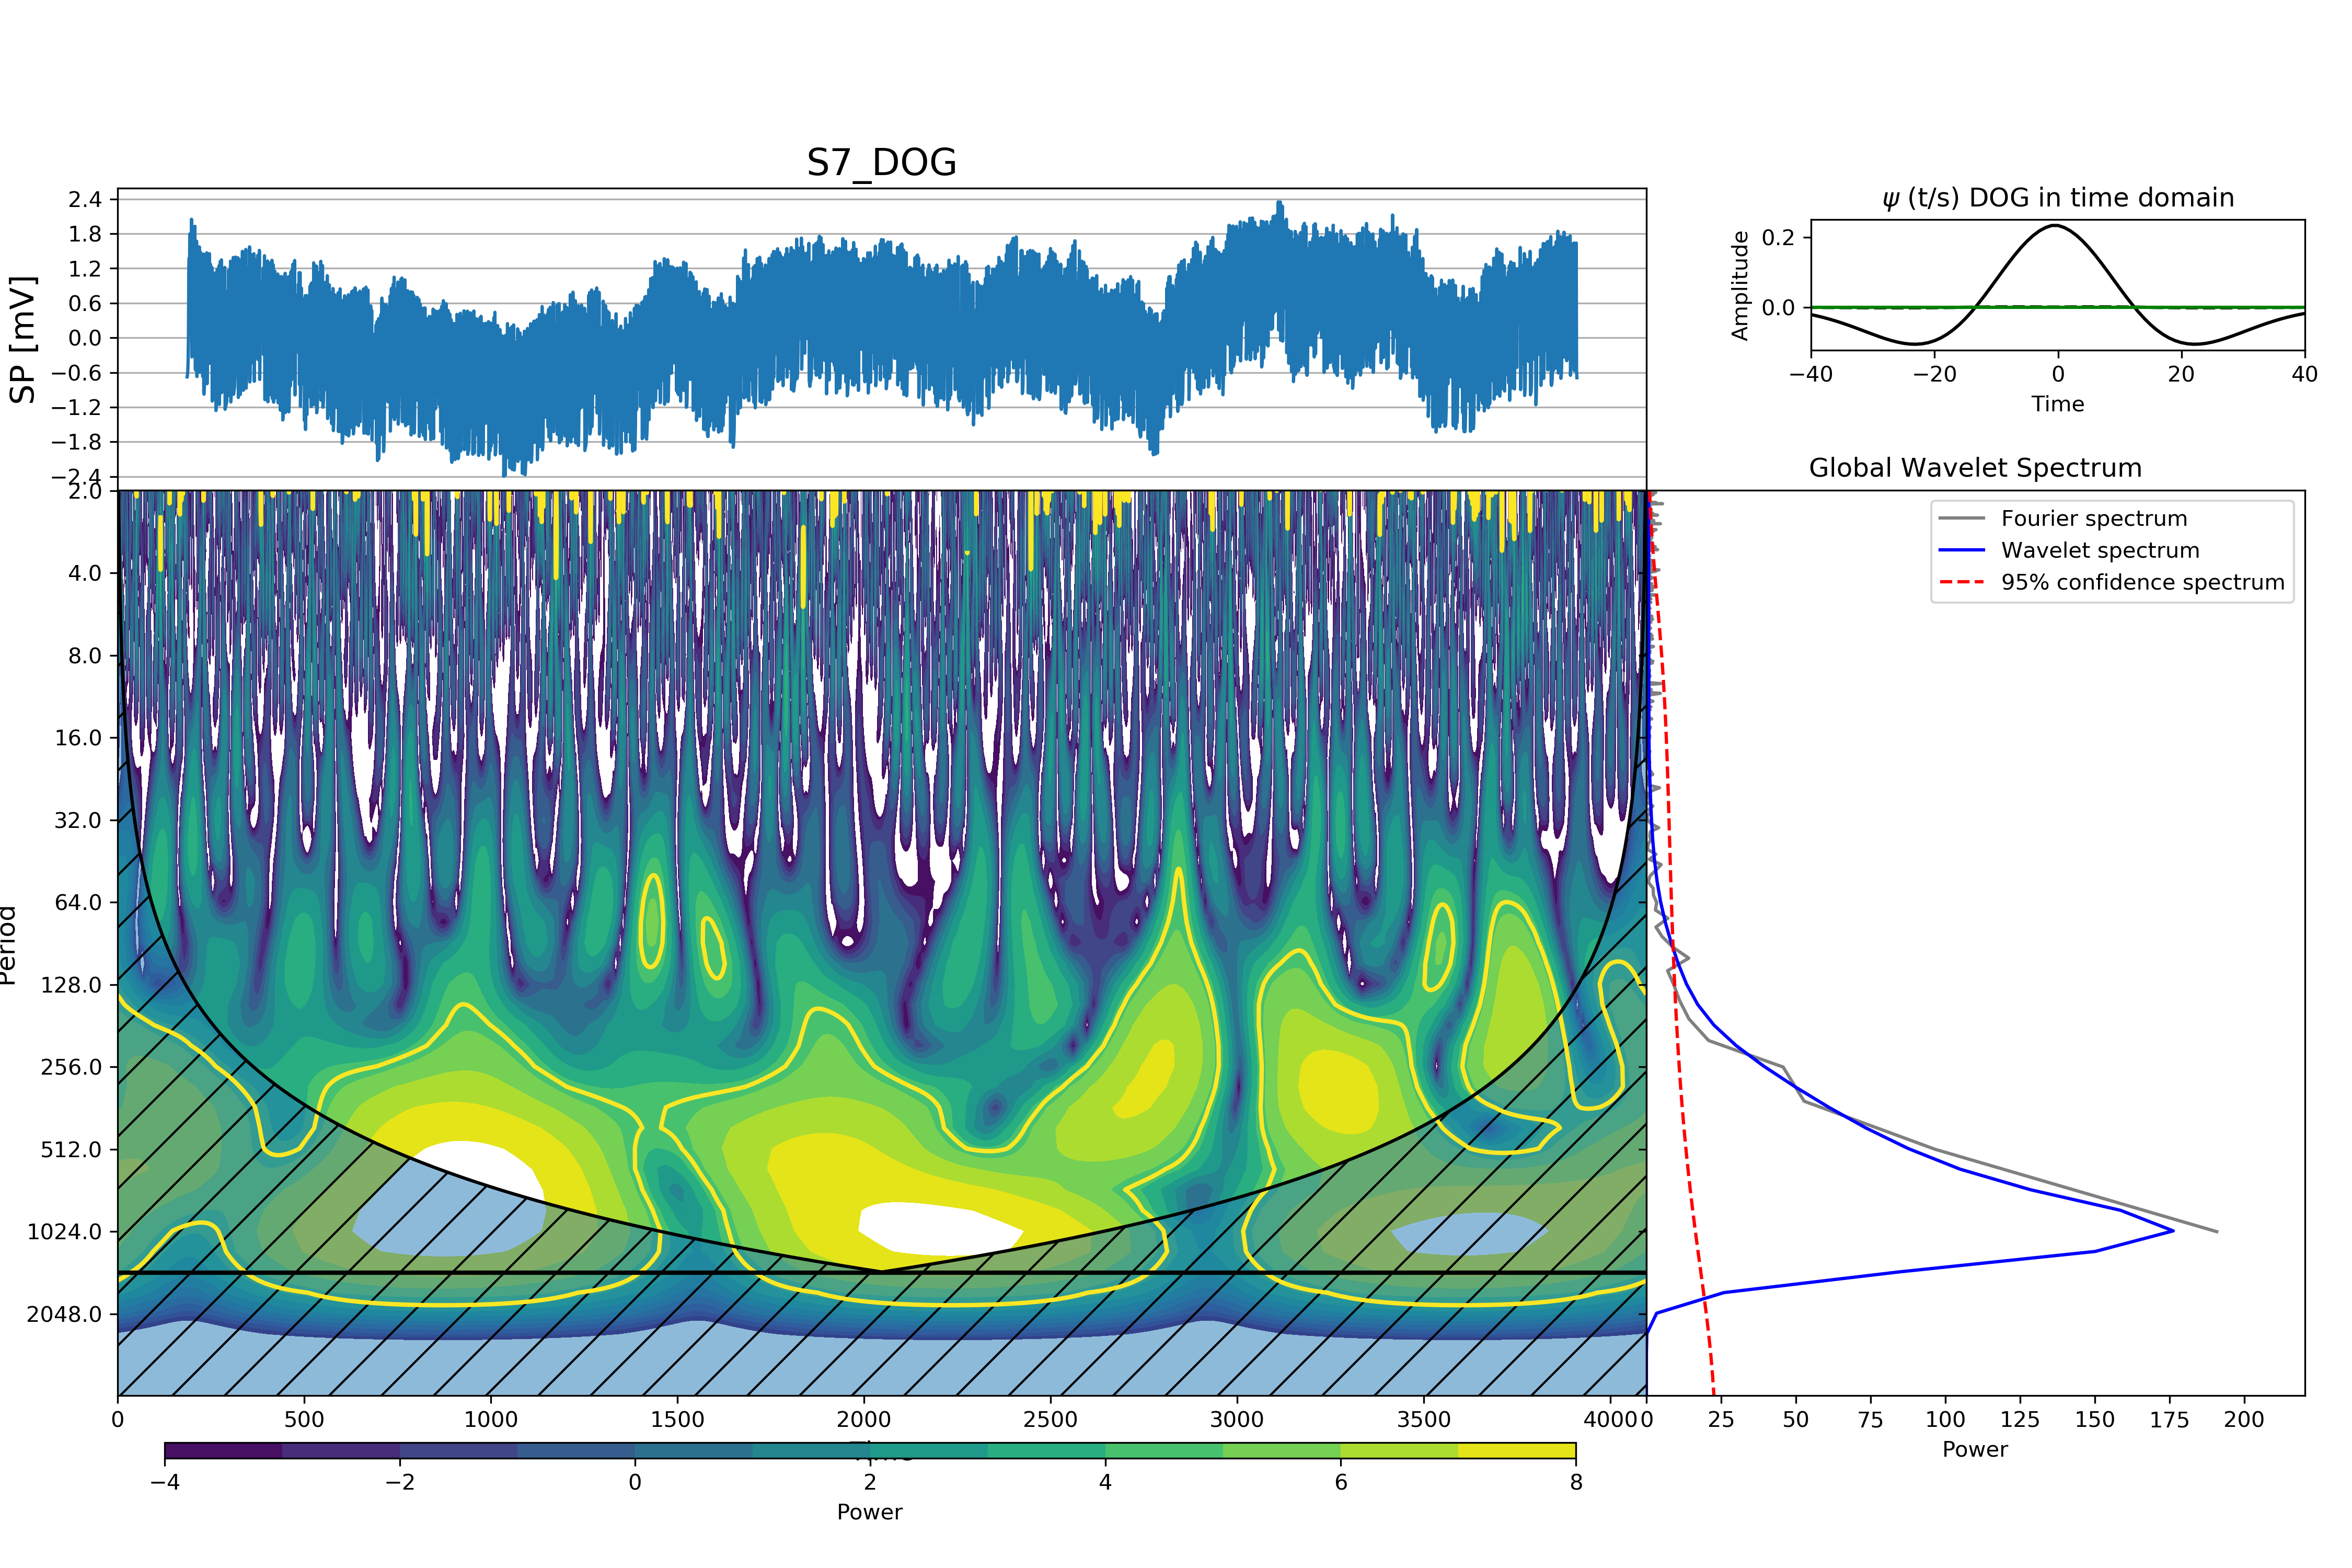 S7_DOG
SP [mV]
2.4
1.8
1.2
0.6
0.0
−0.6
−1.2
−1.8
−2.4
ψ (t/s) DOG in time domain
Amplitude
0.2
0.0
−40 −20 0 20 40
Time
Global Wavelet Spectrum
Fourier spectrum
Wavelet spectrum
95% confidence spectrum
Period
2.0
4.0
8.0
16.0
32.0
64.0
128.0
256.0
512.0
1024.0
2048.0
0 500 1000 1500 2000 2500 3000 3500 4000
0 25 50 75 100 125 150 175 200
Power
−4 −2 0 2 4 6 8
Power